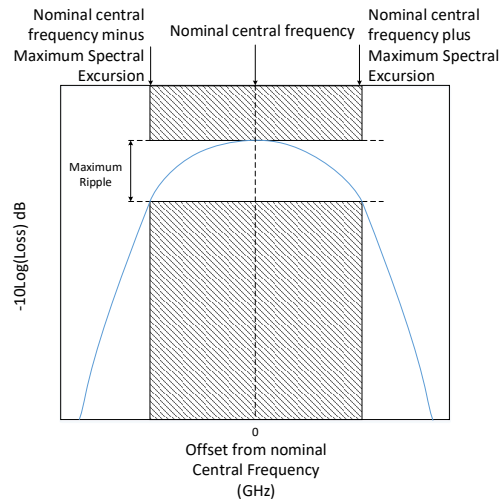 Nominal central
frequency minus
Maximum Spectral
Excursion
Nominal central frequency
Nominal central
frequency plus
Maximum Spectral
Excursion
Maximum
Ripple
-10Log(Loss) dB
0
Offset from nominal
Central Frequency
(GHz)